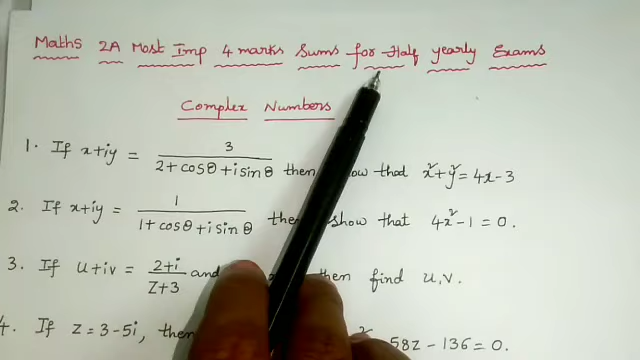 Maths 2A Most Imp 4 marks Sums for Half yearly Exams
Complex Numbers
1. If x+iy = 3 / 2+cosθ+i sinθ then show that x²+y² = 4x-3
2. If x+iy = 1 / 1+cosθ+i sinθ then show that 4x²-1=0.
3. If u+iv = 2+i / Z+3 and then find u,v.
4. If Z=3-5i, then 58Z-136=0.